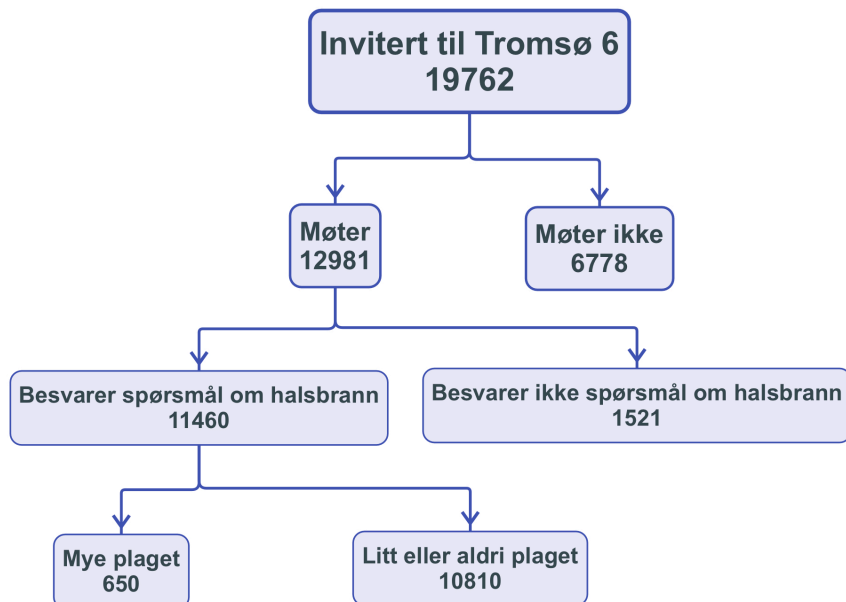 Invitert til Tromsø 6
19762
Møter
12981
Møter ikke
6778
Besvarer spørsmål om halsbrann
11460
Besvarer ikke spørsmål om halsbrann
1521
Mye plaget
650
Litt eller aldri plaget
10810